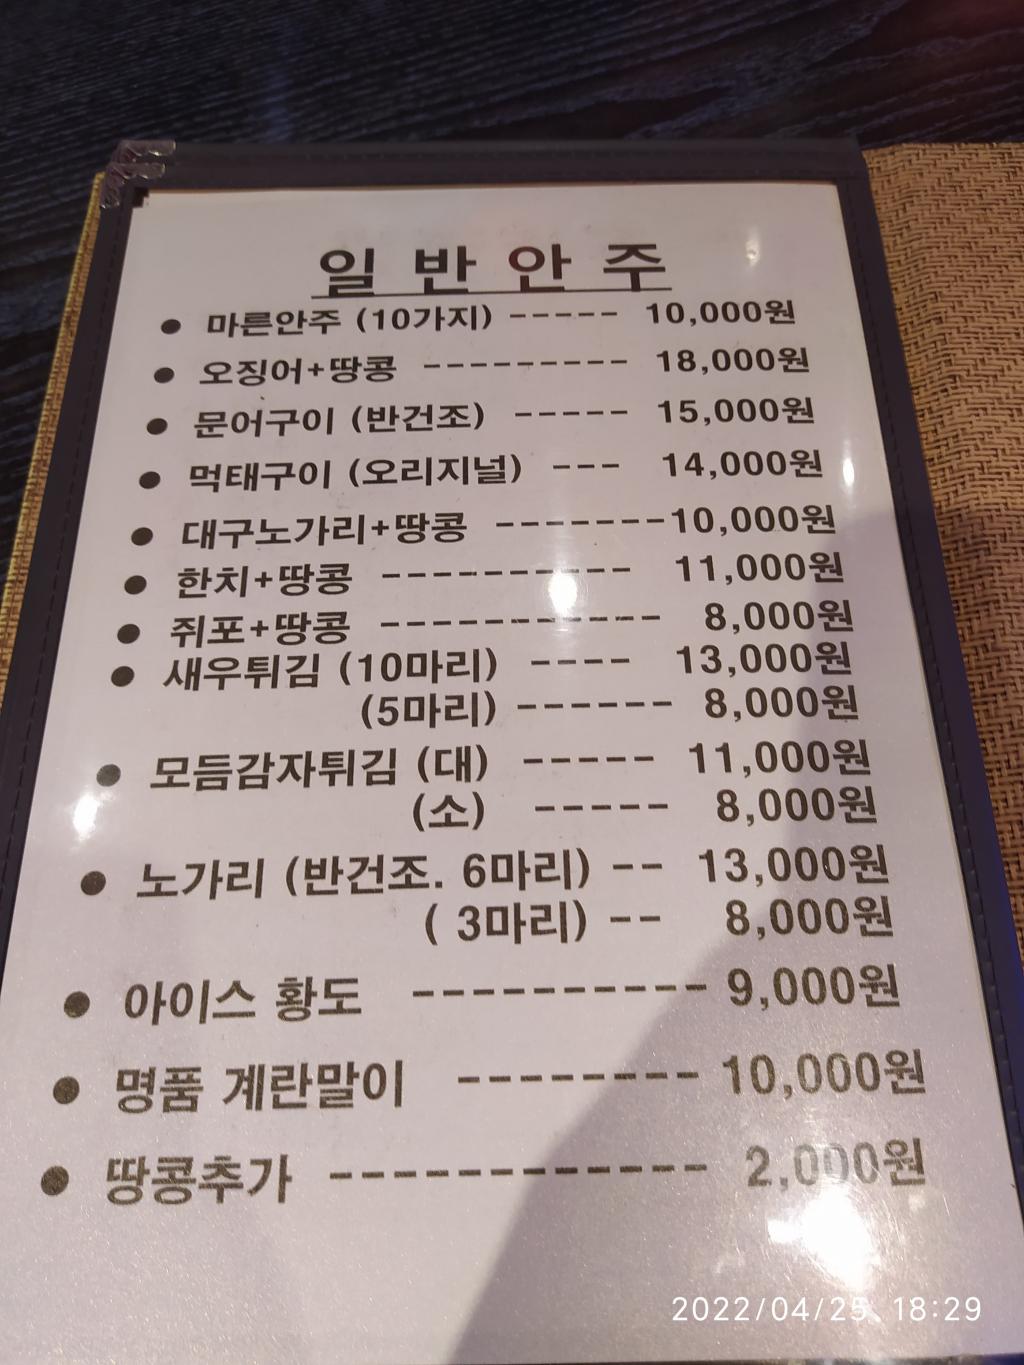 일반안주
● 마른안주 (10가지) ----- 10,000원
● 오징어+땅콩 --------- 18,000원
● 문어구이 (반건조) ----- 15,000원
● 먹태구이 (오리지널) --- 14,000원
● 대구노가리+땅콩 -------10,000원
● 한치+땅콩 ---------- 11,000원
● 쥐포+땅콩 ----------- 8,000원
● 새우튀김 (10마리) ---- 13,000원
(5마리) ------ 8,000원
● 모듬감자튀김 (대) ----- 11,000원
(소) ----- 8,000원
● 노가리 (반건조. 6마리) -- 13,000원
( 3마리) -- 8,000원
● 아이스 황도 ---------- 9,000원
● 명품 계란말이 -------- 10,000원
● 땅콩추가 ------------ 2,000원
2022/04/25 18:29